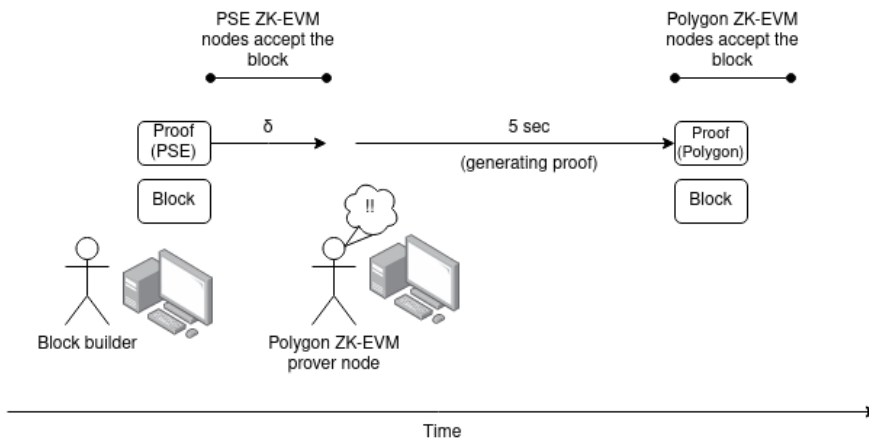 PSE ZK-EVM
nodes accept the
block
Polygon ZK-EVM
nodes accept the
block
Proof
(PSE)
δ
5 sec
(generating proof)
Proof
(Polygon)
Block
!!
Block
Block builder
Polygon ZK-EVM
prover node
Time